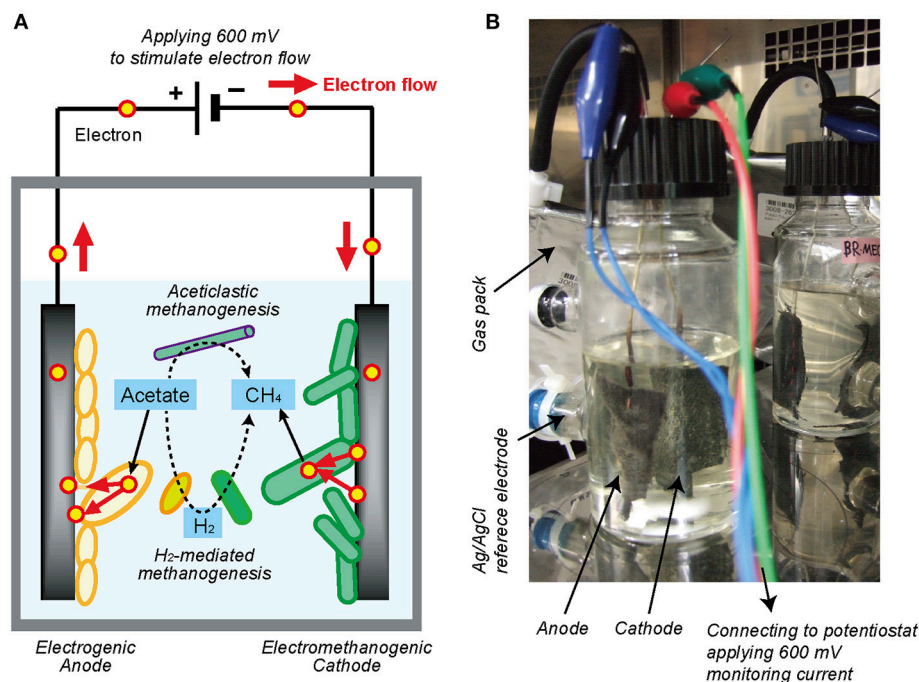 A
Applying 600 mV
to stimulate electron flow
Electron flow
+
−
Electron
Aceticlastic
methanogenesis
Acetate
CH₄
H₂
H₂-mediated
methanogenesis
Electrogenic
Anode
Electromethanogenic
Cathode
B
Gas pack
Ag/AgCl
referece electrode
Anode
Cathode
Connecting to potentiostat
applying 600 mV
monitoring current
BR-MEC